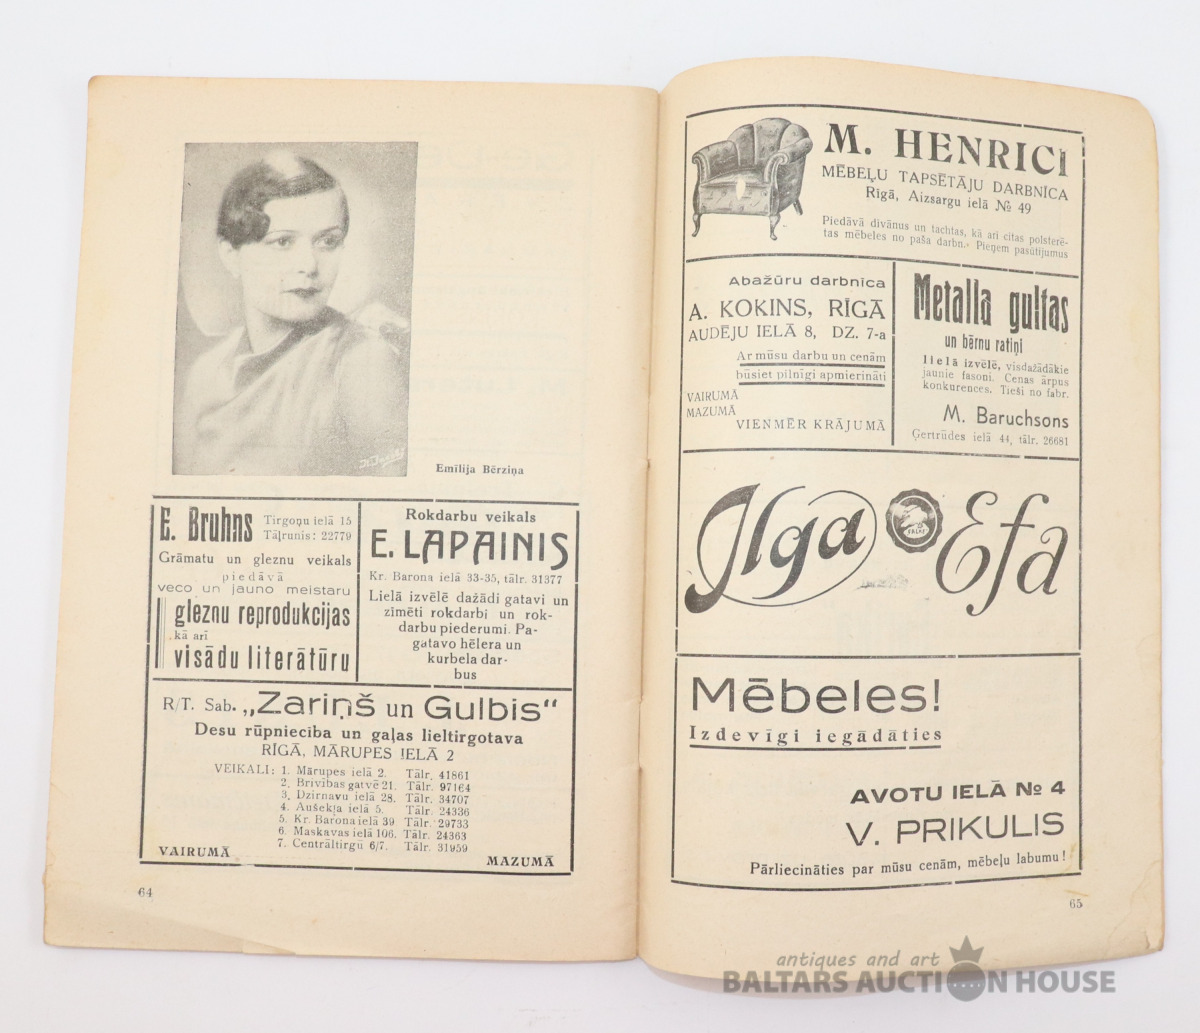 Emīlija Bērziņa
E. Bruhns
Tirgoņu ielā 15
Tāļrunis: 22779
Grāmatu un gleznu veikals
piedāvā
veco un jauno meistaru
gleznu reprodukcijas
kā arī
visādu literātūru
Rokdarbu veikals
E. LAPAINIS
Kr. Barona ielā 33-35, tālr. 31377
Lielā izvēlē dažādi gatavi un
zīmēti rokdarbi un rok-
darbu piederumi. Pa-
gatavo hēlera un
kurbela dar-
bus
R/T. Sab. „Zariņš un Gulbis“
Desu rūpniecība un gaļas lieltirgotava
RĪGĀ, MĀRUPES IELĀ 2
VEIKALI: 1. Mārupes ielā 2. Tālr. 41861
2. Brīvības gatvē 21. Tālr. 97164
3. Dzirnavu ielā 28. Tālr. 34707
4. Aušekļa ielā 5. Tālr. 24336
5. Kr. Barona ielā 39 Tālr. 29733
6. Maskavas ielā 106. Tālr. 24363
7. Centrāltirgū 6/7. Tālr. 31959
VAIRUMĀ
MAZUMĀ
64
M. HENRICI
MĒBEĻU TAPSĒTĀJU DARBNĪCA
Rīgā, Aizsargu ielā № 49
Piedāvā dīvānus un tachtas, kā arī citas polsterē-
tas mēbeles no paša darbn. Pieņem pasūtījumus
Abažūru darbnīca
A. KOKINS, RĪGĀ
AUDĒJU IELĀ 8, DZ. 7-a
Ar mūsu darbu un cenām
būsiet pilnīgi apmierināti
VAIRUMĀ
MAZUMĀ
VIENMĒR KRĀJUMĀ
Metalla gultas
un bērnu ratiņi
lielā izvēlē, visdažādākie
jaunie fasoni. Cenas ārpus
konkurences. Tieši no fabr.
M. Baruchsons
Ģertrūdes ielā 44, tālr. 26681
Ilga
Efa
Mēbeles!
Izdevīgi iegādāties
AVOTU IELĀ № 4
V. PRIKULIS
Pārliecināties par mūsu cenām, mēbeļu labumu!
65
antiques and art
BALTARS AUCTION HOUSE